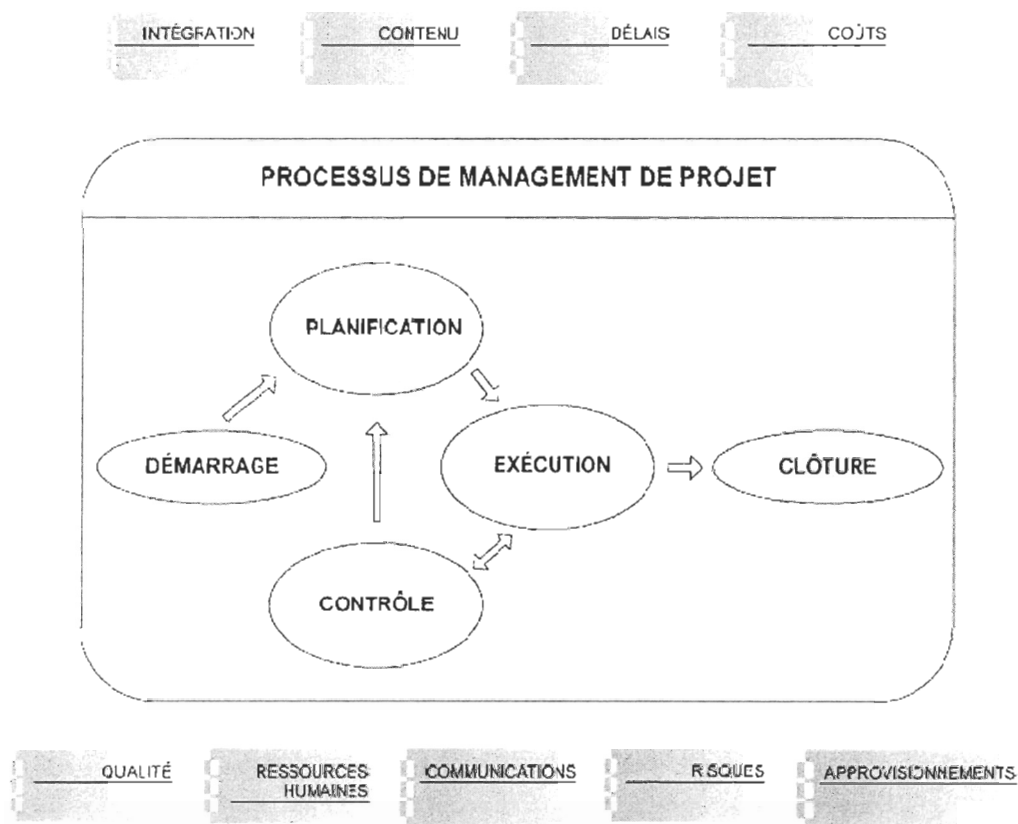 INTÉGRATION
CONTENU
DÉLAIS
COÛTS
PROCESSUS DE MANAGEMENT DE PROJET
PLANIFICATION
DÉMARRAGE
EXÉCUTION
CLÔTURE
CONTRÔLE
QUALITÉ
RESSOURCES
HUMAINES
COMMUNICATIONS
RISQUES
APPROVISIONNEMENTS